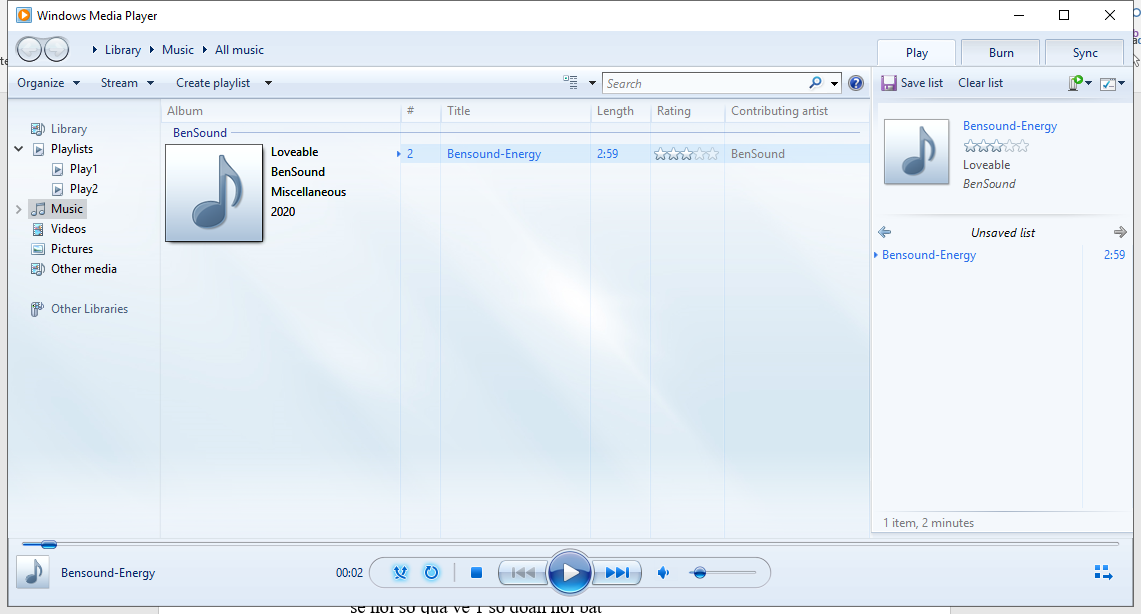 Windows Media Player
Library Music All music
Play Burn Sync
Organize Stream Create playlist Search Save list Clear list
Album # Title Length Rating Contributing artist
BenSound
Loveable
BenSound
Miscellaneous
2020
2 Bensound-Energy 2:59 BenSound
Library
Playlists
Play1
Play2
Music
Videos
Pictures
Other media
Other Libraries
Bensound-Energy
Loveable
BenSound
Unsaved list
Bensound-Energy 2:59
1 item, 2 minutes
Bensound-Energy 00:02